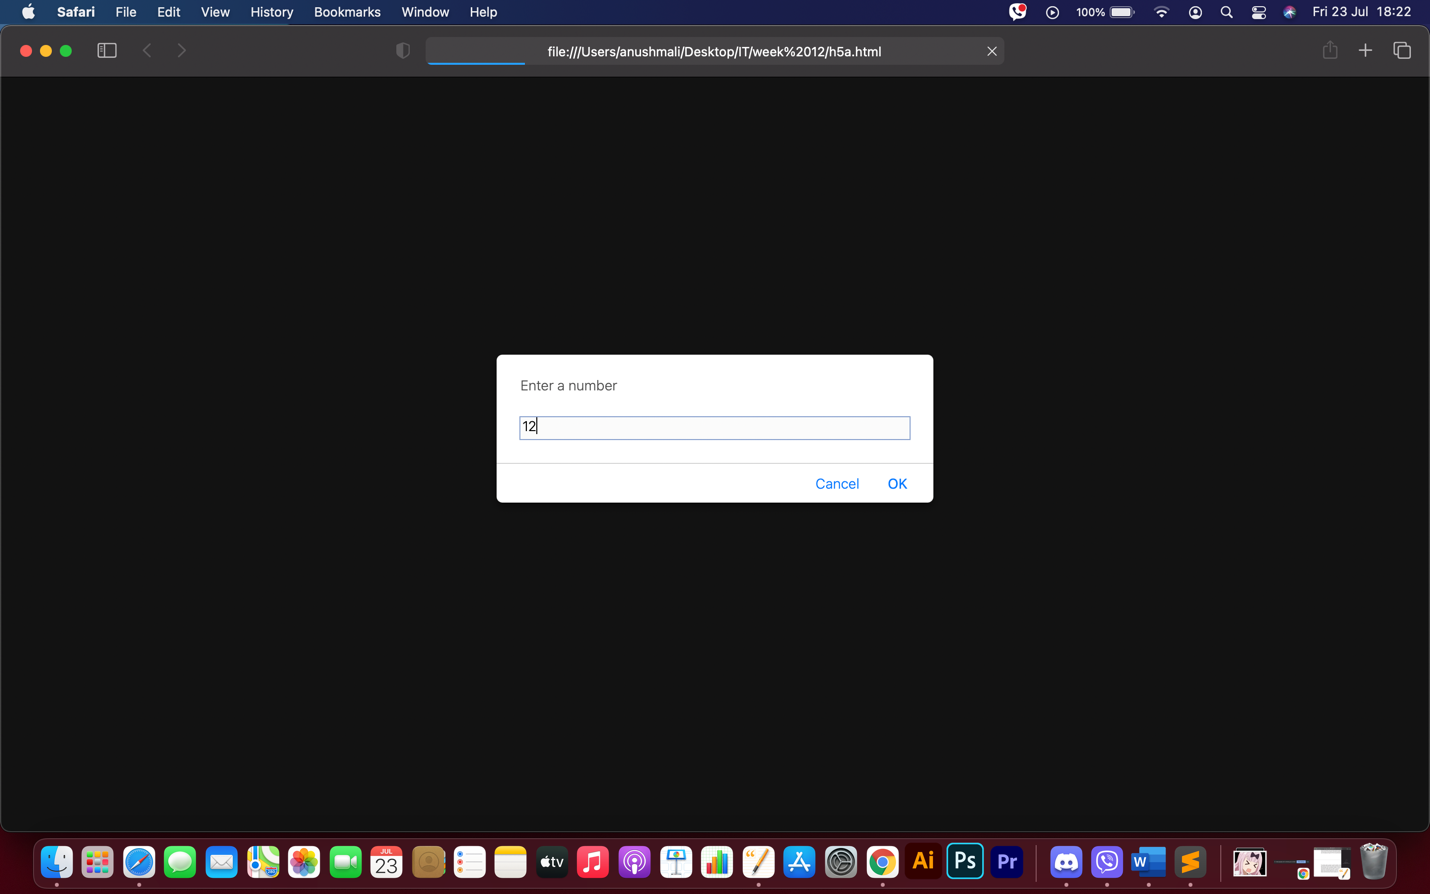 Safari File Edit View History Bookmarks Window Help 100% Fri 23 Jul 18:22
file:///Users/anushmali/Desktop/IT/week%2012/h5a.html
Enter a number
12
Cancel OK
JUL
23
tv
Ai
Ps
Pr
W